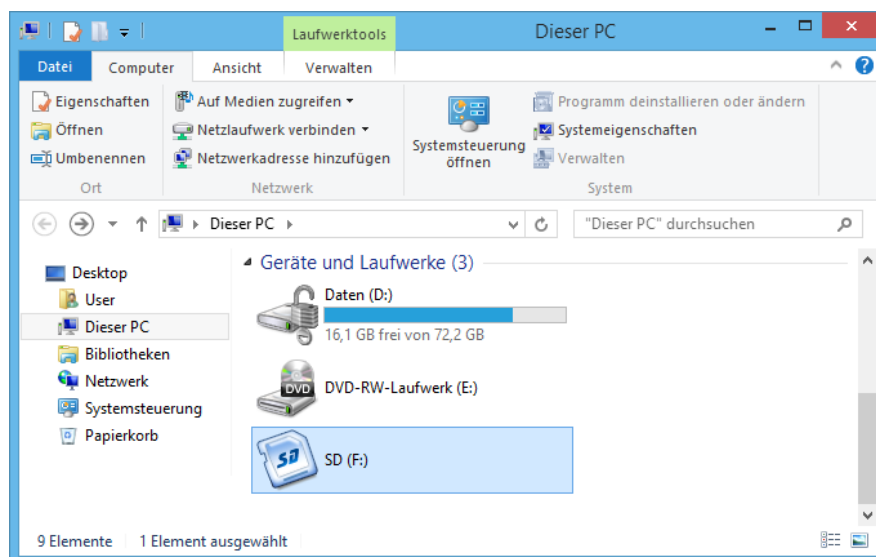 Laufwerktools
Dieser PC
Datei Computer Ansicht Verwalten
Eigenschaften
Öffnen
Umbenennen
Ort
Auf Medien zugreifen
Netzlaufwerk verbinden
Netzwerkadresse hinzufügen
Netzwerk
Systemsteuerung
öffnen
Programm deinstallieren oder ändern
Systemeigenschaften
Verwalten
System
Dieser PC
"Dieser PC" durchsuchen
Desktop
User
Dieser PC
Bibliotheken
Netzwerk
Systemsteuerung
Papierkorb
Geräte und Laufwerke (3)
Daten (D:)
16,1 GB frei von 72,2 GB
DVD
DVD-RW-Laufwerk (E:)
SD
SD (F:)
9 Elemente 1 Element ausgewählt